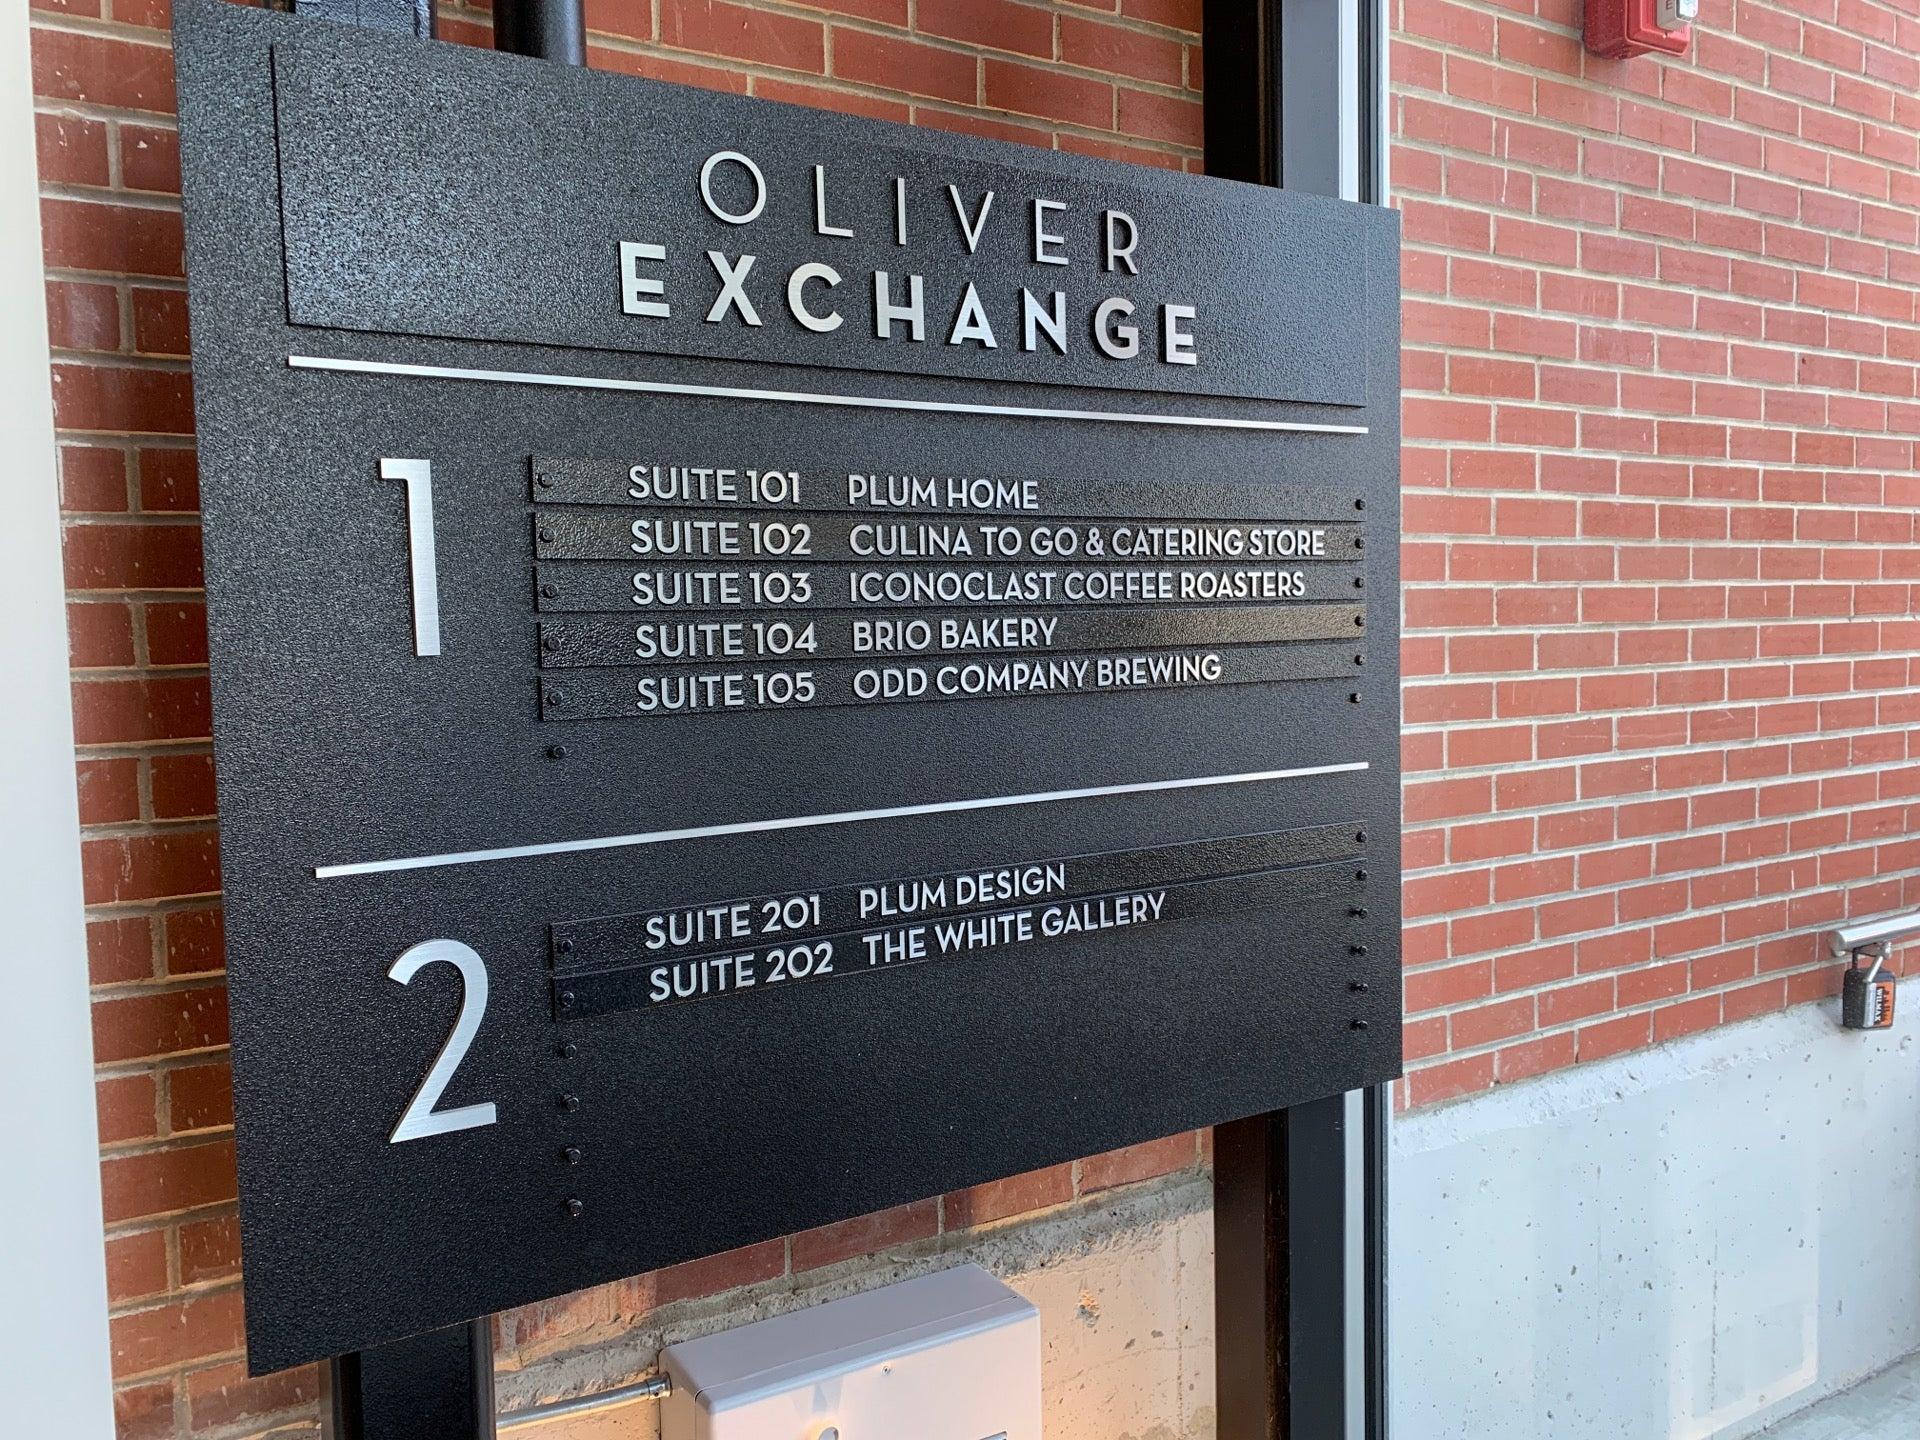 OLIVER
EXCHANGE
1
SUITE 101 PLUM HOME
SUITE 102 CULINA TO GO & CATERING STORE
SUITE 103 ICONOCLAST COFFEE ROASTERS
SUITE 104 BRIO BAKERY
SUITE 105 ODD COMPANY BREWING
2
SUITE 201 PLUM DESIGN
SUITE 202 THE WHITE GALLERY